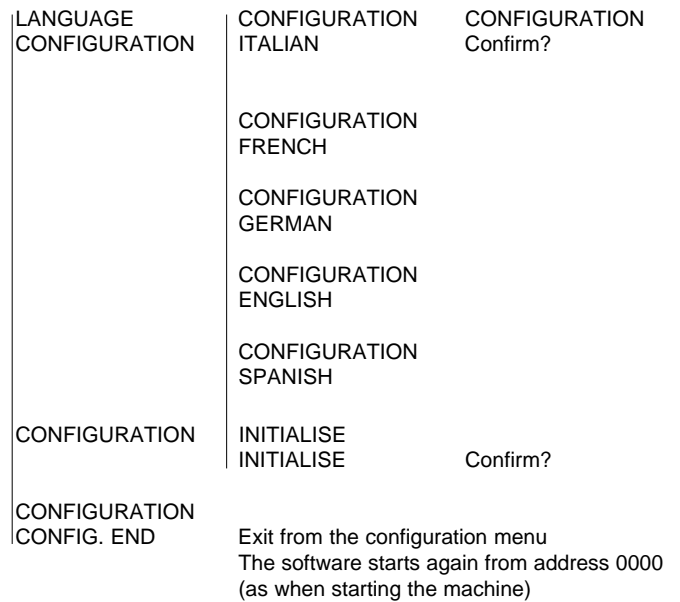 LANGUAGE CONFIGURATION CONFIGURATION
CONFIGURATION ITALIAN Confirm?
CONFIGURATION
FRENCH
CONFIGURATION
GERMAN
CONFIGURATION
ENGLISH
CONFIGURATION
SPANISH
CONFIGURATION INITIALISE
INITIALISE Confirm?
CONFIGURATION
CONFIG. END Exit from the configuration menu
The software starts again from address 0000
(as when starting the machine)